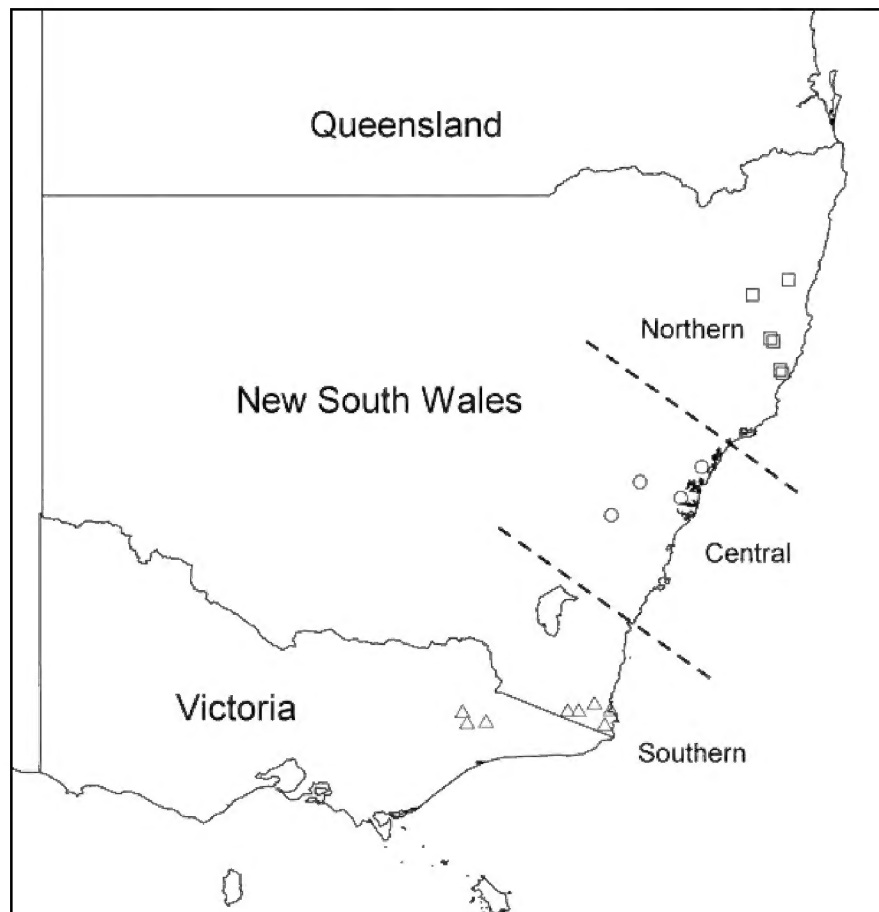 Queensland
Northern
New South Wales
Central
Victoria
Southern